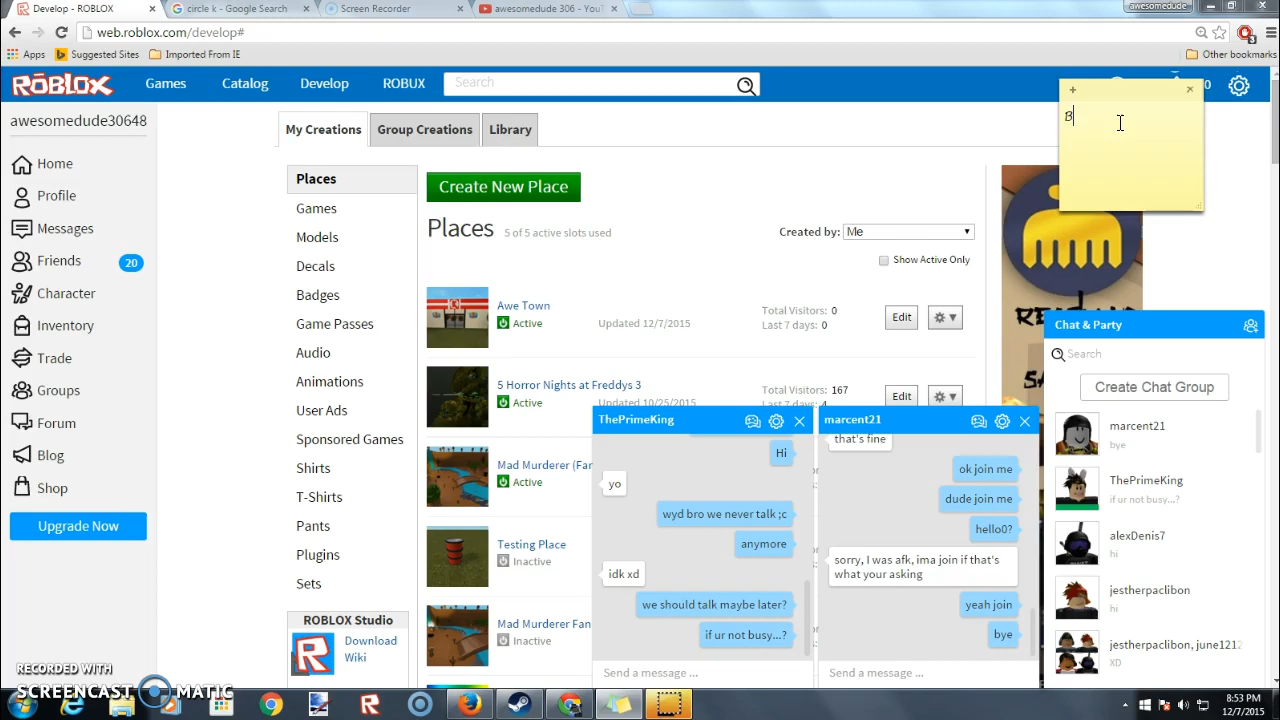 Develop - ROBLOX
circle k - Google Search
Screen Recorder
awesomedude 306 - YouT
awesomedude
web.roblox.com/develop#
3
Apps
Suggested Sites
Imported From IE
Other bookmarks
ROBLOX
Games
Catalog
Develop
ROBUX
Search
0
B
awesomedude30648
Home
Profile
Messages
Friends
20
Character
Inventory
Trade
Groups
Forum
Blog
Shop
Upgrade Now
My Creations
Group Creations
Library
Places
Games
Models
Decals
Badges
Game Passes
Audio
Animations
User Ads
Sponsored Games
Shirts
T-Shirts
Pants
Plugins
Sets
ROBLOX Studio
Download
Wiki
Create New Place
Places
5 of 5 active slots used
Created by:
Me
Show Active Only
Awe Town
Active
Updated 12/7/2015
Total Visitors: 0
Last 7 days: 0
Edit
5 Horror Nights at Freddys 3
Active
Updated 10/25/2015
Total Visitors: 167
Last 7 days: 4
Edit
Mad Murderer (Fan
Active
Testing Place
Inactive
Mad Murder Fan
Inactive
ThePrimeKing
Hi
yo
wyd bro we never talk ;c
anymore
idk xd
we should talk maybe later?
if ur not busy...?
Send a message ...
marcent21
that's fine
ok join me
dude join me
hello0?
sorry, I was afk, ima join if that's
what your asking
yeah join
bye
Send a message ...
Chat & Party
Search
Create Chat Group
marcent21
bye
ThePrimeKing
if ur not busy...?
alexDenis7
hi
jestherpaclibon
hi
jestherpaclibon, june1212
XD
RECORDED WITH
SCREENCAST MATIC
8:53 PM
12/7/2015